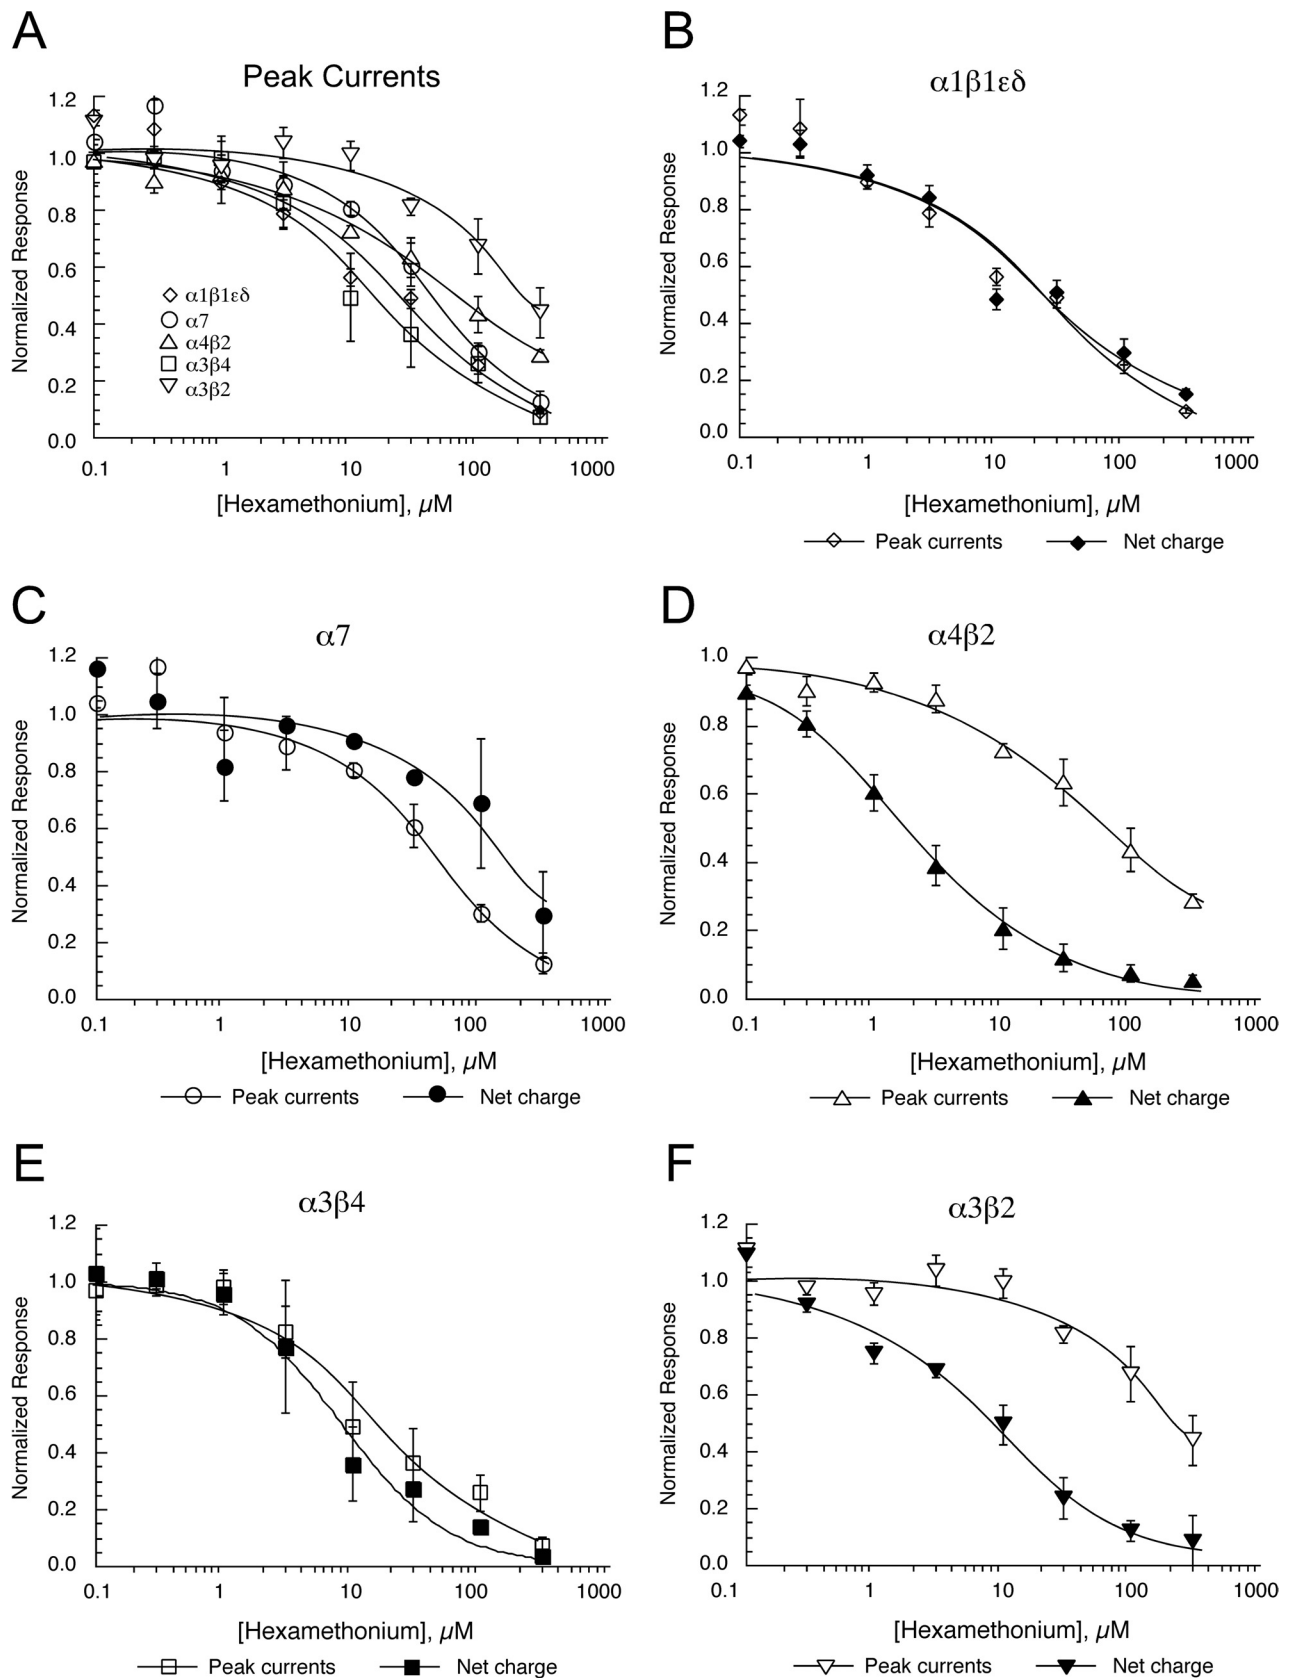 A
Peak Currents
Normalized Response
1.2
1.0
0.8
0.6
0.4
0.2
0.0
α1β1εδ
α7
α4β2
α3β4
α3β2
0.1 1 10 100 1000
[Hexamethonium], µM
B
α1β1εδ
Normalized Response
1.2
1.0
0.8
0.6
0.4
0.2
0.0
0.1 1 10 100 1000
[Hexamethonium], µM
Peak currents Net charge
C
α7
Normalized Response
1.2
1.0
0.8
0.6
0.4
0.2
0.0
0.1 1 10 100 1000
[Hexamethonium], µM
Peak currents Net charge
D
α4β2
Normalized Response
1.0
0.8
0.6
0.4
0.2
0.0
0.1 1 10 100 1000
[Hexamethonium], µM
Peak currents Net charge
E
α3β4
Normalized Response
1.2
1.0
0.8
0.6
0.4
0.2
0.0
0.1 1 10 100 1000
[Hexamethonium], µM
Peak currents Net charge
F
α3β2
Normalized Response
1.2
1.0
0.8
0.6
0.4
0.2
0.0
0.1 1 10 100 1000
[Hexamethonium], µM
Peak currents Net charge